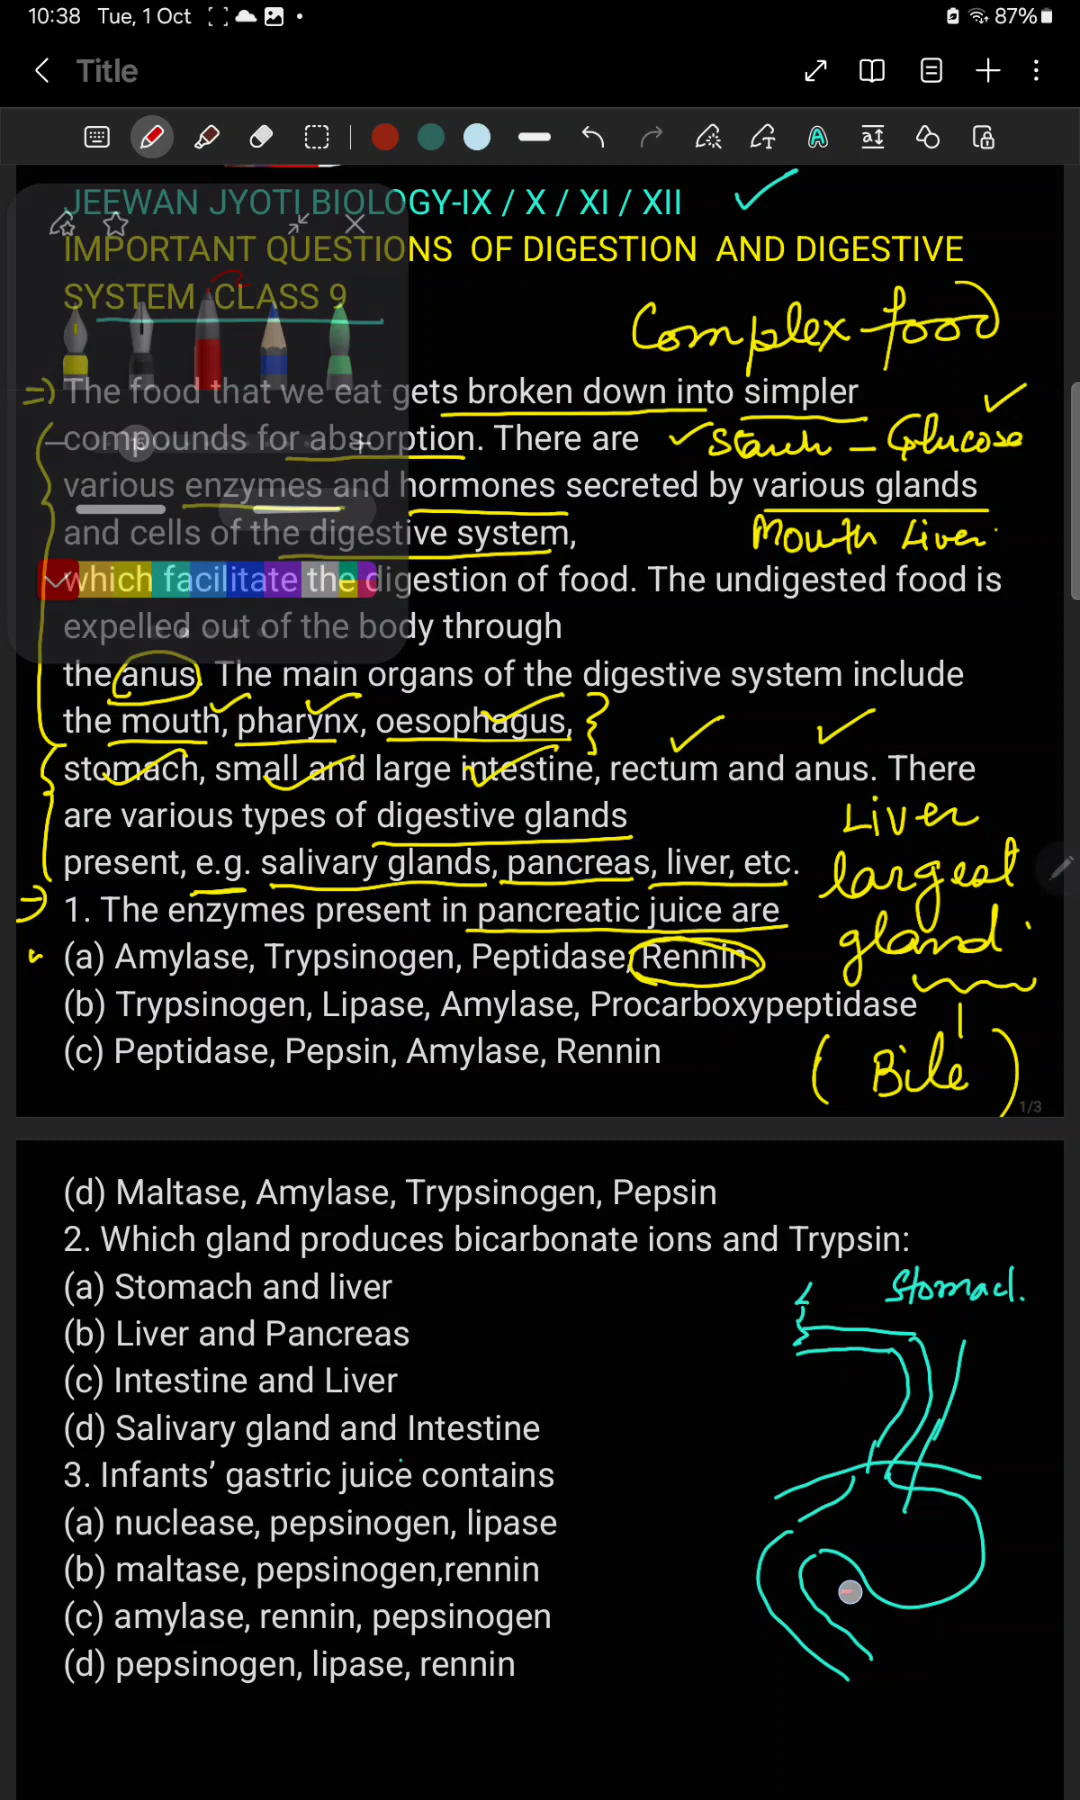 10:38 Tue, 1 Oct
87%
Title
JEEWAN JYOTI BIOLOGY-IX / X / XI / XII
IMPORTANT QUESTIONS OF DIGESTION AND DIGESTIVE
SYSTEM CLASS 9
Complex food
The food that we eat gets broken down into simpler
compounds for absorption. There are
Starch – Glucose
various enzymes and hormones secreted by various glands
and cells of the digestive system,
Mouth Liver
which facilitate the digestion of food. The undigested food is
expelled out of the body through
the anus. The main organs of the digestive system include
the mouth, pharynx, oesophagus,
stomach, small and large intestine, rectum and anus. There
are various types of digestive glands
present, e.g. salivary glands, pancreas, liver, etc.
Liver
largest
gland
(Bile)
1. The enzymes present in pancreatic juice are
(a) Amylase, Trypsinogen, Peptidase, Rennin
(b) Trypsinogen, Lipase, Amylase, Procarboxypeptidase
(c) Peptidase, Pepsin, Amylase, Rennin
1/3
(d) Maltase, Amylase, Trypsinogen, Pepsin
2. Which gland produces bicarbonate ions and Trypsin:
(a) Stomach and liver
(b) Liver and Pancreas
(c) Intestine and Liver
(d) Salivary gland and Intestine
3. Infants’ gastric juice contains
(a) nuclease, pepsinogen, lipase
(b) maltase, pepsinogen,rennin
(c) amylase, rennin, pepsinogen
(d) pepsinogen, lipase, rennin
Stomach.